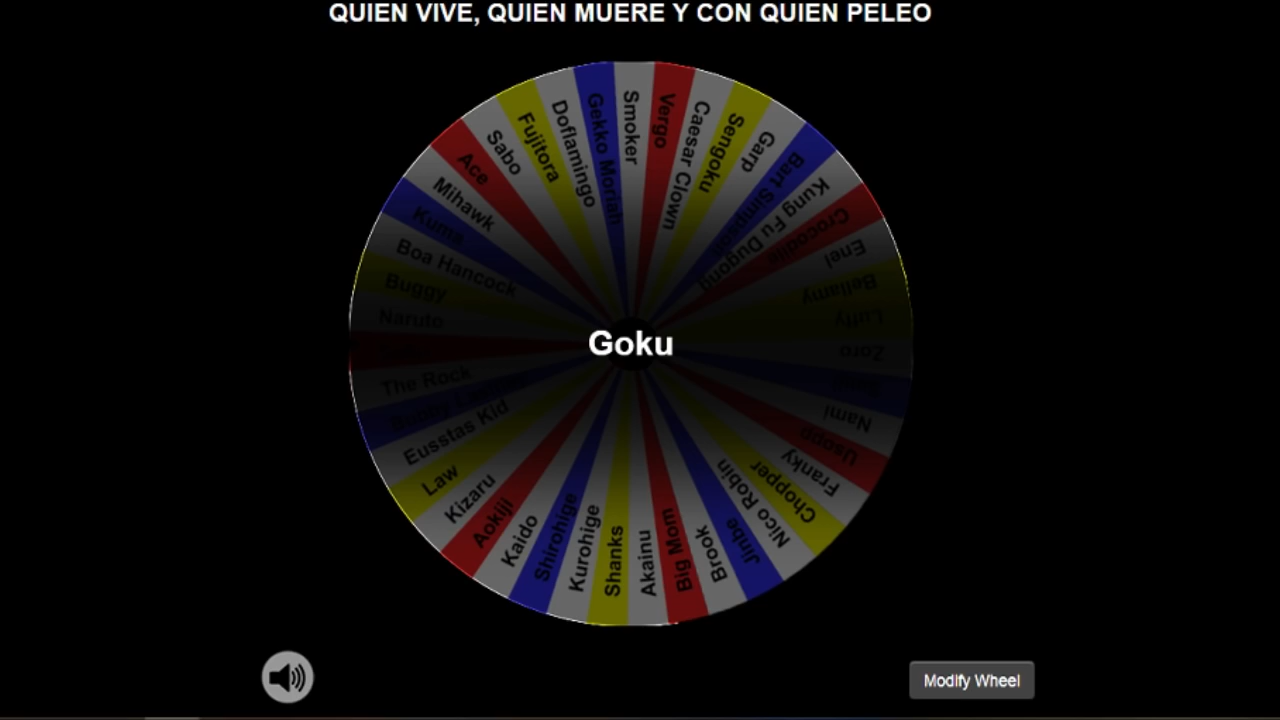 QUIEN VIVE, QUIEN MUERE Y CON QUIEN PELEO
Smoker
Vergo
Caesar Clown
Sengoku
Garp
Bart Simpson
Kung Fu Dugong
Crocodile
Enel
Bellamy
Luffy
Zoro
Sanji
Nami
Usopp
Franky
Chopper
Nico Robin
Jinbe
Brook
Big Mom
Akainu
Shanks
Kurohige
Shirohige
Kaido
Aokiji
Kizaru
Law
Eusstas Kid
The Rock
Naruto
Buggy
Boa Hancock
Kuma
Mihawk
Ace
Sabo
Fujitora
Doflamingo
Gekko Moriah
Goku
Modify Wheel